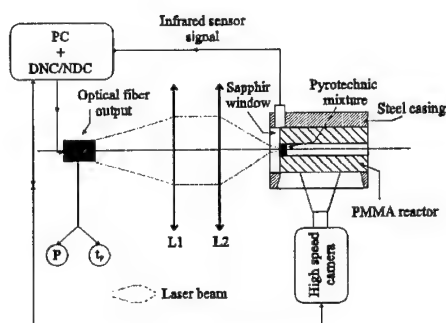 PC
+
DNC/NDC
Infrared sensor
signal
Optical fiber
output
Sapphir
window
Pyrotechnic
mixture
Steel casing
PMMA reactor
L1
L2
P
tp
High speed
camera
Laser beam